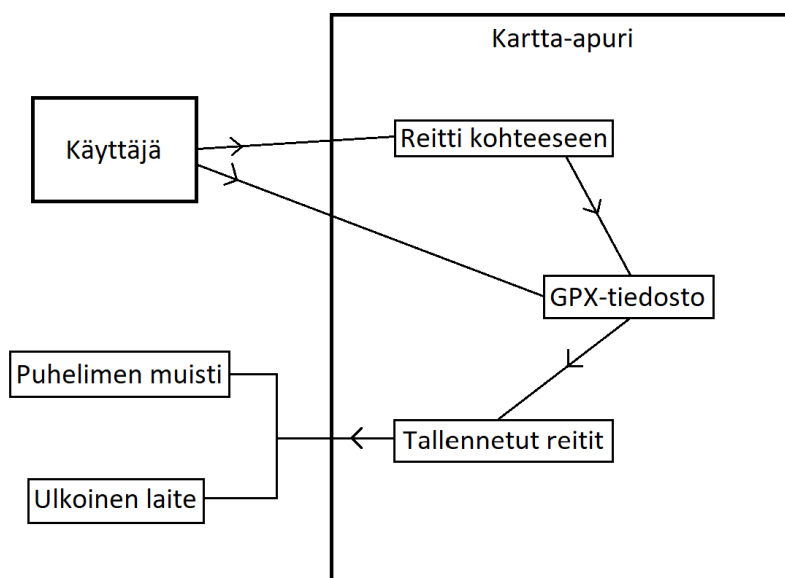 Kartta-apuri
Käyttäjä
Reitti kohteeseen
GPX-tiedosto
Puhelimen muisti
Tallennetut reitit
Ulkoinen laite